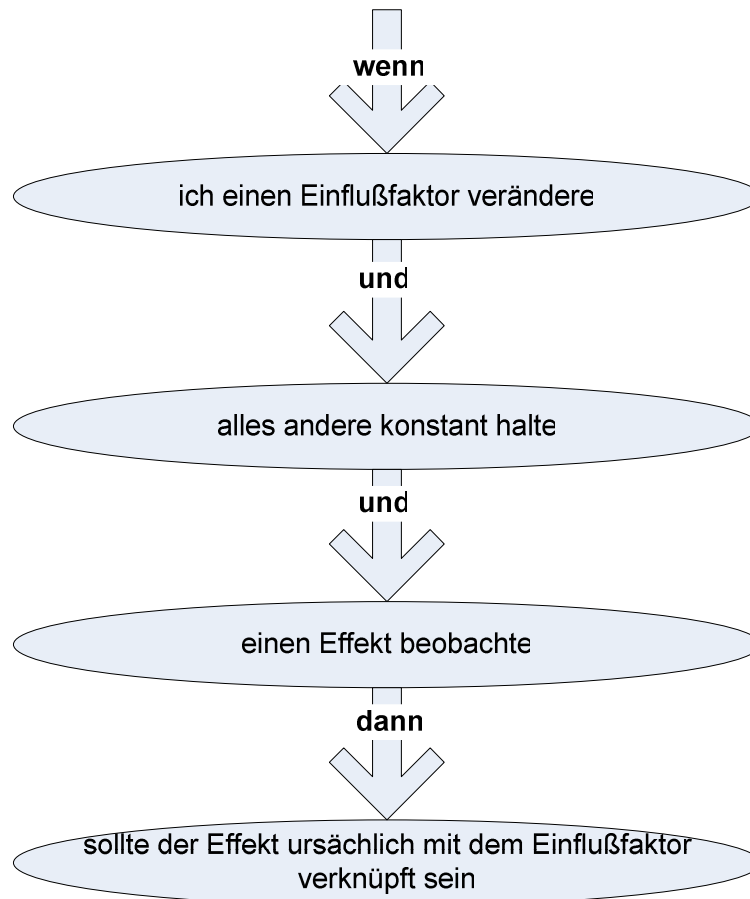 wenn
ich einen Einflußfaktor verändere
und
alles andere konstant halte
und
einen Effekt beobachte
dann
sollte der Effekt ursächlich mit dem Einflußfaktor
verknüpft sein